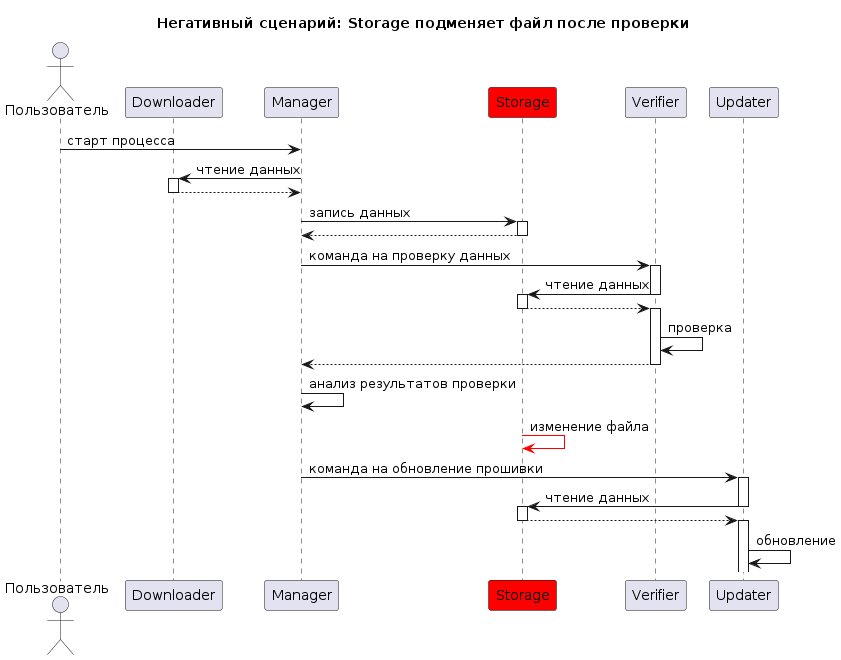 Негативный сценарий: Storage подменяет файл после проверки
Пользователь
Downloader
Manager
Storage
Verifier
Updater
старт процесса
чтение данных
запись данных
команда на проверку данных
чтение данных
проверка
анализ результатов проверки
изменение файла
команда на обновление прошивки
чтение данных
обновление
Пользователь
Downloader
Manager
Storage
Verifier
Updater